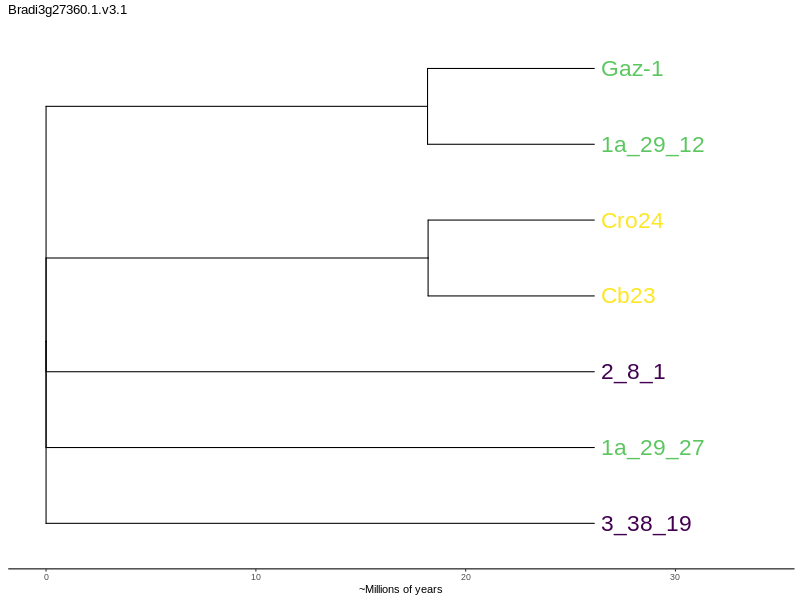 Bradi3g27360.1.v3.1
Gaz-1
1a_29_12
Cro24
Cb23
2_8_1
1a_29_27
3_38_19
0 10 20 30
~Millions of years